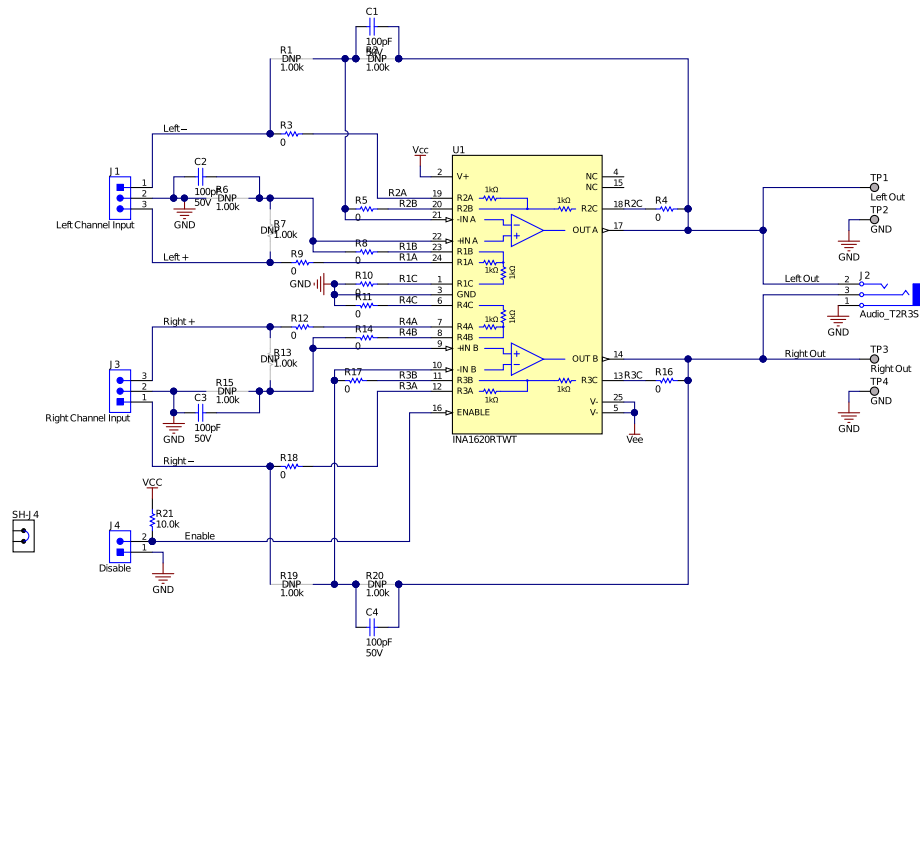 C1
100pF
50V
R1
DNP
1.00k
R2
DNP
1.00k
Left−
R3
0
Vcc
U1
J1
1
2
3
Left Channel Input
C2
100pF
50V
R6
DNP
1.00k
GND
R7
DNP
1.00k
Left +
R9
0
R5
0
R8
0
R2A
R2B
R1B
R1A
GND
R10
0
R1C
R11
0
R4C
Right +
R12
0
R4A
R14
0
R4B
R13
DNP
1.00k
J3
3
2
1
Right Channel Input
R15
DNP
1.00k
C3
100pF
50V
GND
R17
0
R3B
R3A
Right−
R18
0
2
19
20
21
22
23
24
1
3
6
7
8
9
10
11
12
16
V+
R2A
R2B
-IN A
+IN A
R1B
R1A
R1C
GND
R4C
R4A
R4B
+IN B
-IN B
R3B
R3A
ENABLE
1kΩ
1kΩ
1kΩ
1kΩ
1kΩ
1kΩ
1kΩ
1kΩ
NC
NC
R2C
OUT A
OUT B
R3C
V-
V-
4
15
18
17
14
13
25
5
INA1620RTWT
R2C
R4
0
R3C
R16
0
Vee
TP1
Left Out
TP2
GND
GND
Left Out
J2
2
3
1
Audio_T2R3S
GND
Right Out
TP3
Right Out
TP4
GND
GND
VCC
R21
10.0k
SH-J4
J4
2
1
Disable
Enable
GND
R19
DNP
1.00k
R20
DNP
1.00k
C4
100pF
50V